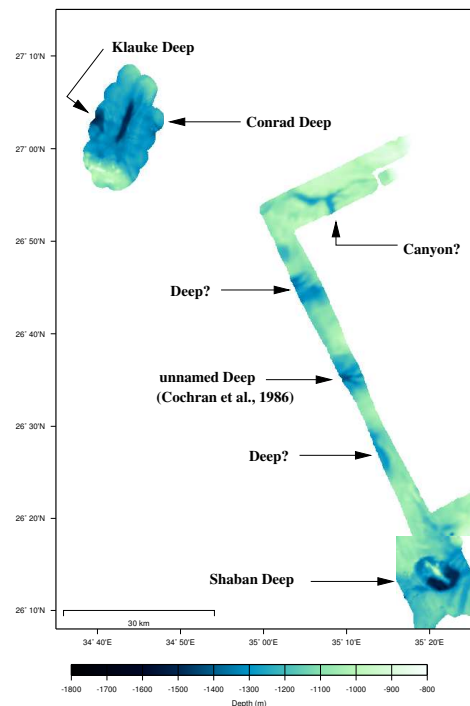 27˚ 10'N
27˚ 00'N
26˚ 50'N
26˚ 40'N
26˚ 30'N
26˚ 20'N
26˚ 10'N
Klauke Deep
Conrad Deep
Canyon?
Deep?
unnamed Deep
(Cochran et al., 1986)
Deep?
Shaban Deep
30 km
34˚ 40'E 34˚ 50'E 35˚ 00'E 35˚ 10'E 35˚ 20'E
-1800 -1700 -1600 -1500 -1400 -1300 -1200 -1100 -1000 -900 -800
Depth (m)